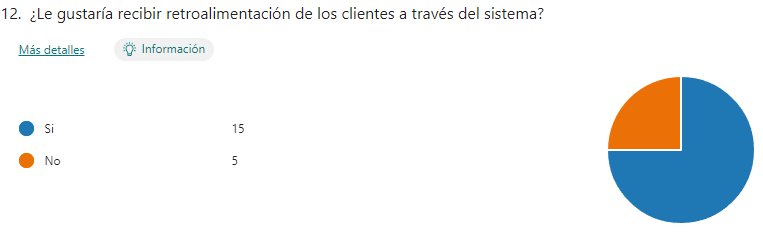 12. ¿Le gustaría recibir retroalimentación de los clientes a través del sistema?
Más detalles
Información
Si 15
No 5